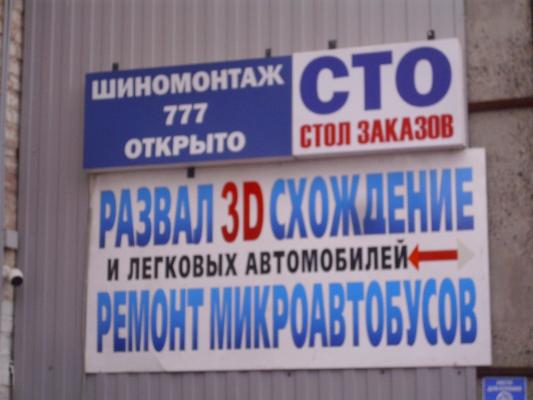 ШИНОМОНТАЖ
777
ОТКРЫТО
СТО
СТОЛ ЗАКАЗОВ
РАЗВАЛ 3D СХОЖДЕНИЕ
И ЛЕГКОВЫХ АВТОМОБИЛЕЙ
РЕМОНТ МИКРОАВТОБУСОВ